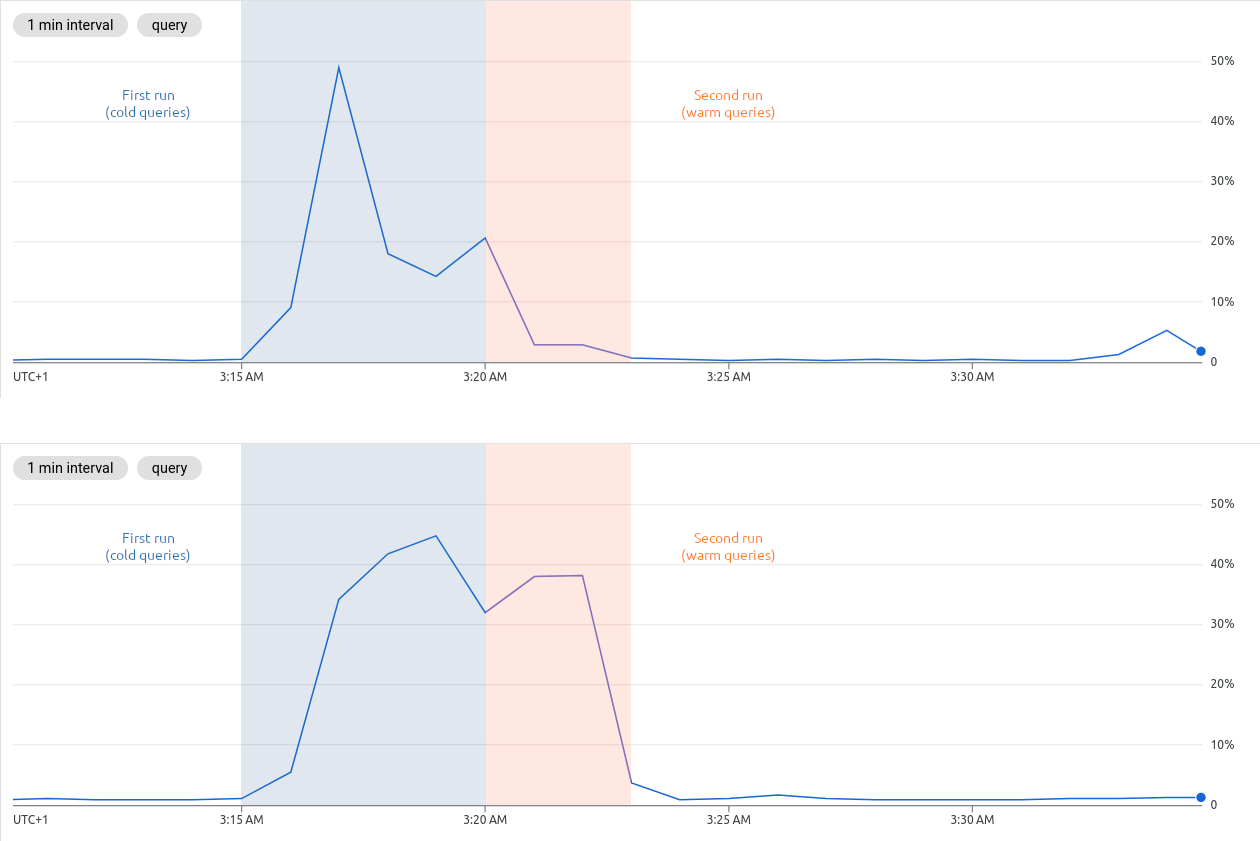 1 min interval query
50%
First run
(cold queries)
Second run
(warm queries)
40%
30%
20%
10%
0
UTC+1 3:15 AM 3:20 AM 3:25 AM 3:30 AM
1 min interval query
50%
First run
(cold queries)
Second run
(warm queries)
40%
30%
20%
10%
0
UTC+1 3:15 AM 3:20 AM 3:25 AM 3:30 AM